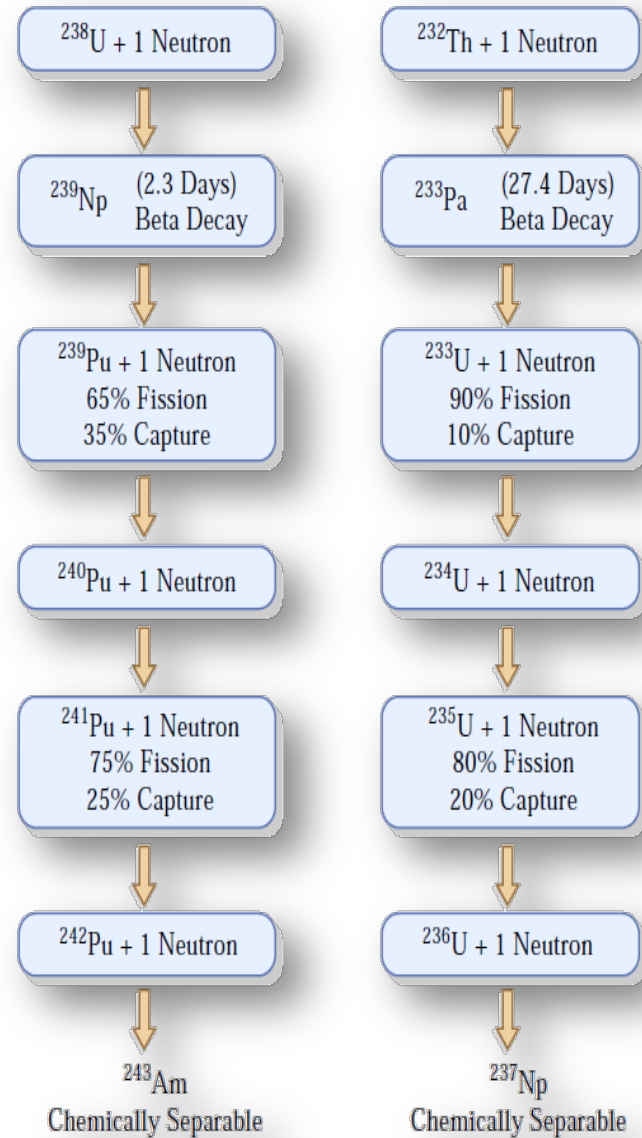 ²³⁸U + 1 Neutron
²³⁹Np (2.3 Days)
Beta Decay
²³⁹Pu + 1 Neutron
65% Fission
35% Capture
²⁴⁰Pu + 1 Neutron
²⁴¹Pu + 1 Neutron
75% Fission
25% Capture
²⁴²Pu + 1 Neutron
²⁴³Am
Chemically Separable
²³²Th + 1 Neutron
²³³Pa (27.4 Days)
Beta Decay
²³³U + 1 Neutron
90% Fission
10% Capture
²³⁴U + 1 Neutron
²³⁵U + 1 Neutron
80% Fission
20% Capture
²³⁶U + 1 Neutron
²³⁷Np
Chemically Separable